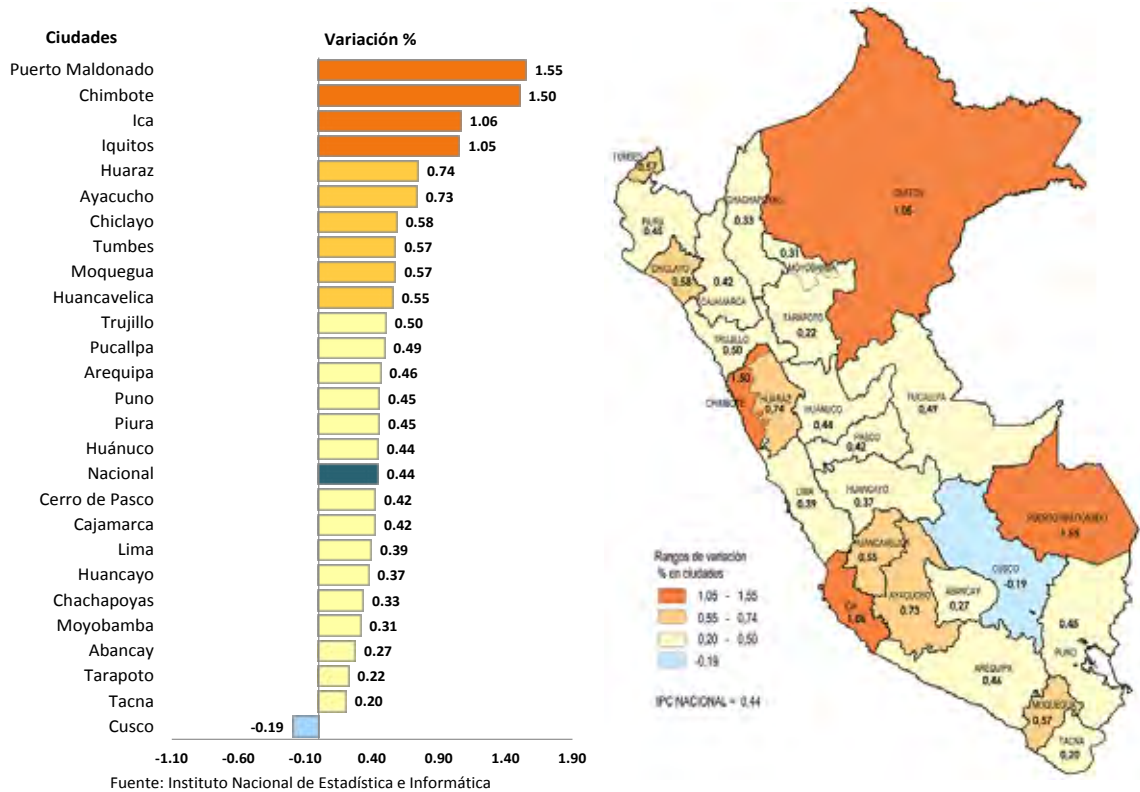 Ciudades Variación %
Puerto Maldonado 1.55
Chimbote 1.50
Ica 1.06
Iquitos 1.05
Huaraz 0.74
Ayacucho 0.73
Chiclayo 0.58
Tumbes 0.57
Moquegua 0.57
Huancavelica 0.55
Trujillo 0.50
Pucallpa 0.49
Arequipa 0.46
Puno 0.45
Piura 0.45
Huánuco 0.44
Nacional 0.44
Cerro de Pasco 0.42
Cajamarca 0.42
Lima 0.39
Huancayo 0.37
Chachapoyas 0.33
Moyobamba 0.31
Abancay 0.27
Tarapoto 0.22
Tacna 0.20
Cusco -0.19
-1.10 -0.60 -0.10 0.40 0.90 1.40 1.90
Fuente: Instituto Nacional de Estadística e Informática
TUMBES
0,57
PIURA
0,45
CHICLAYO
0,58
CHACHAPOYAS
0,33
IQUITOS
1,05
0,31
MOYOBAMBA
0,42
CAJAMARCA
TARAPOTO
0,22
TRUJILLO
0,50
1,50
CHIMBOTE
HUARAZ
0,74
HUÁNUCO
0,44
PUCALLPA
0,49
PASCO
0,42
LIMA
0,39
HUANCAYO
0,37
PUERTO MALDONADO
1,55
HUANCAVELICA
0,55
CUSCO
-0,19
ICA
1,06
AYACUCHO
0,73
ABANCAY
0,27
0,45
PUNO
AREQUIPA
0,46
MOQUEGUA
0,57
TACNA
0,20
Rangos de variación
% en ciudades
1,05 - 1,55
0,55 - 0,74
0,20 - 0,50
-0,19
IPC NACIONAL = 0,44